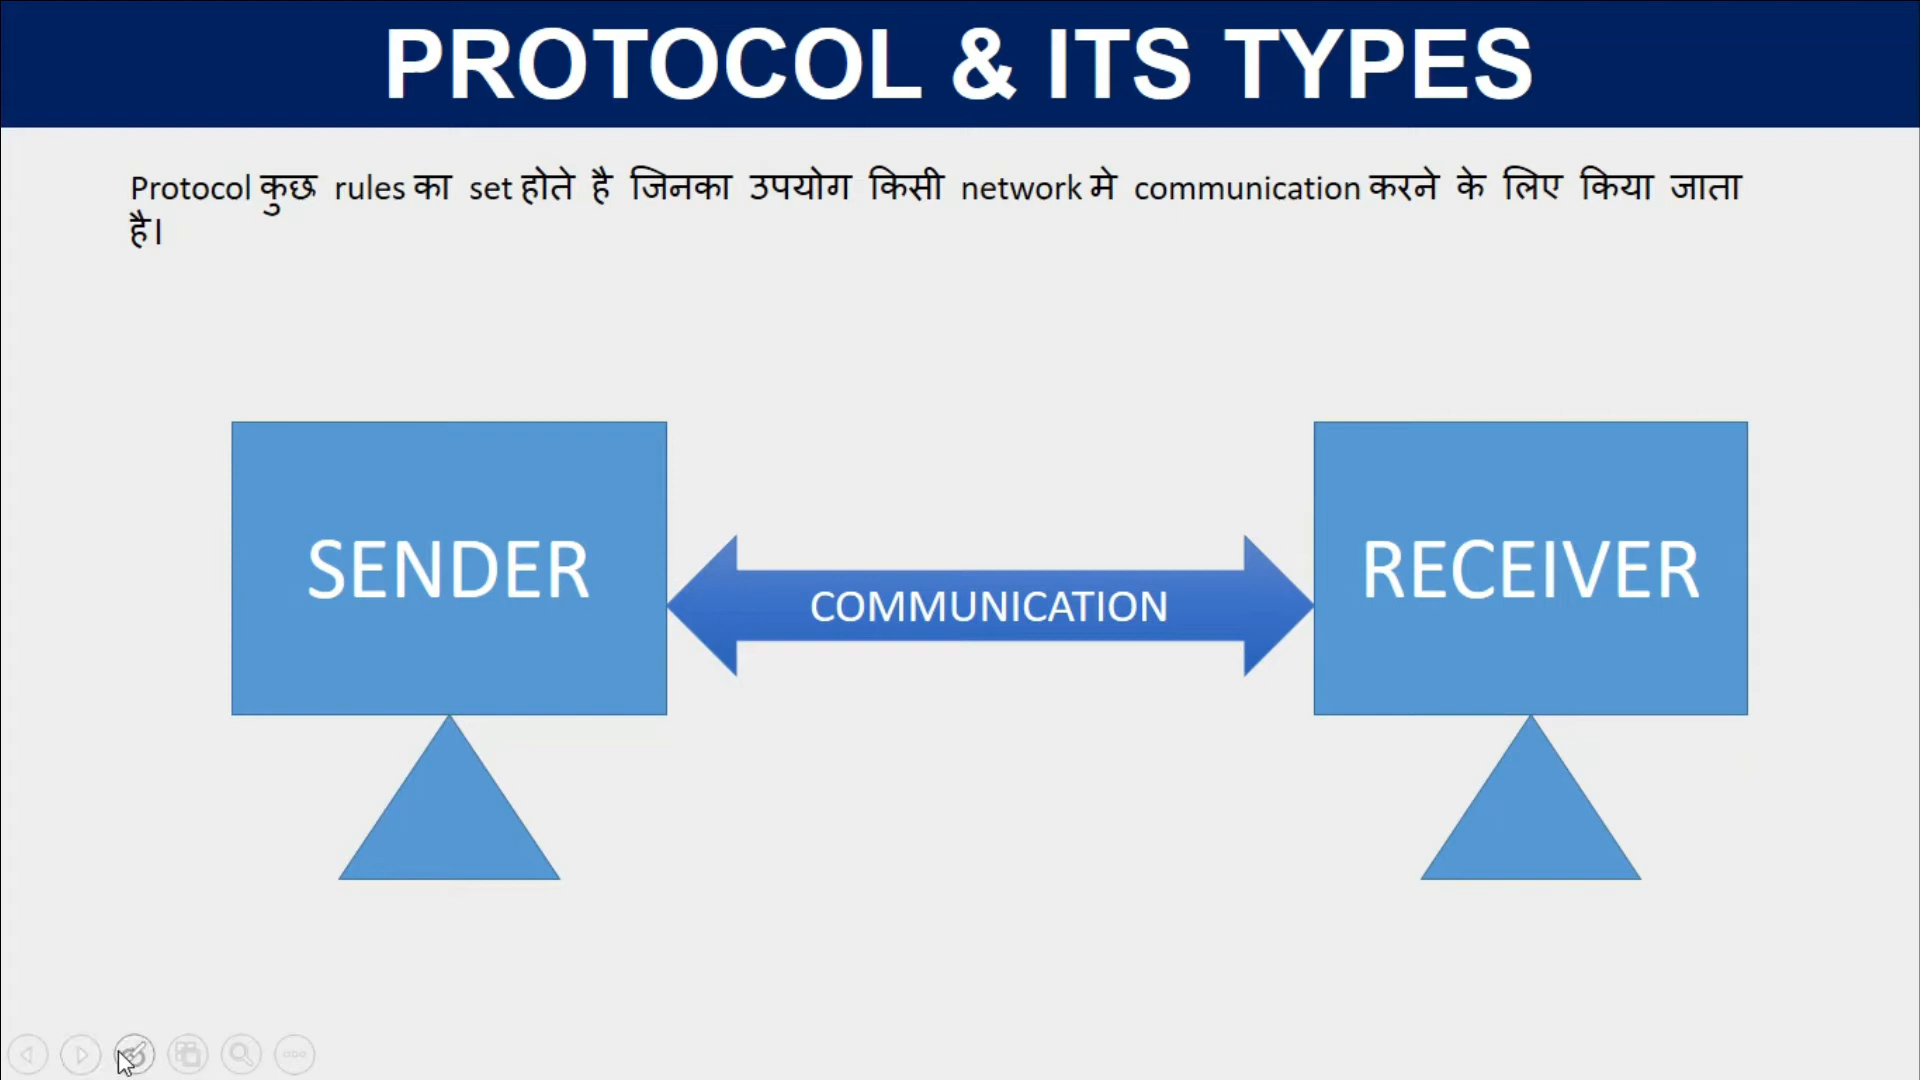 PROTOCOL & ITS TYPES
Protocol कुछ rules का set होते है जिनका उपयोग किसी network मे communication करने के लिए किया जाता
है।
SENDER
COMMUNICATION
RECEIVER